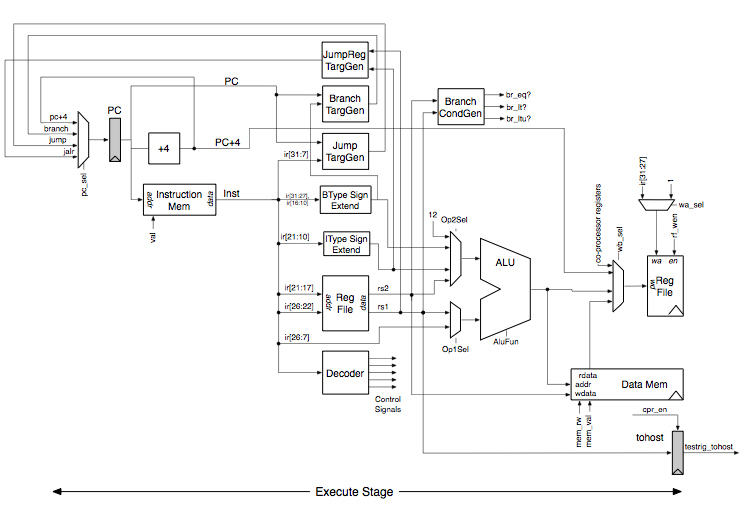 JumpReg
TargGen
PC
PC
Branch
TargGen
Branch
CondGen
br_eq?
br_lt?
br_ltu?
pc+4
branch
jump
jalr
+4
PC+4
Jump
TargGen
ir[31:7]
ir[31:27]
1
pc_sel
Instruction
Mem
addr
data
Inst
val
ir[31:27],
ir[16:10]
BType Sign
Extend
wa_sel
12
Op2Sel
co-processor registers
wb_sel
rf_wen
ir[21:10]
IType Sign
Extend
ALU
wa
en
wd
Reg
File
ir[21:17]
rs2
ir[26:22]
addr
Reg
File
data
rs1
ir[26:7]
Op1Sel
AluFun
Decoder
Control
Signals
rdata
addr
wdata
Data Mem
mem_rw
mem_val
cpr_en
tohost
testrig_tohost
Execute Stage